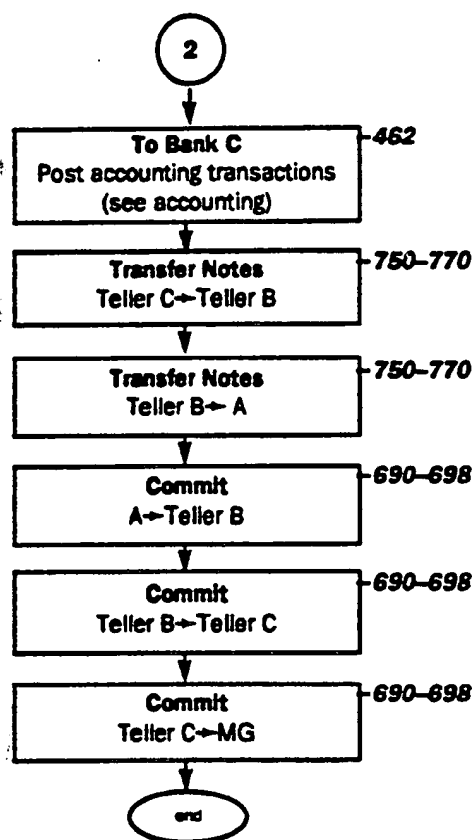 2
To Bank C
462
Post accounting transactions
(see accounting)
Transfer Notes
750–770
Teller C→Teller B
Transfer Notes
750–770
Teller B→ A
Commit
690–698
A→Teller B
Commit
690–698
Teller B→Teller C
Commit
690–698
Teller C→MG
end